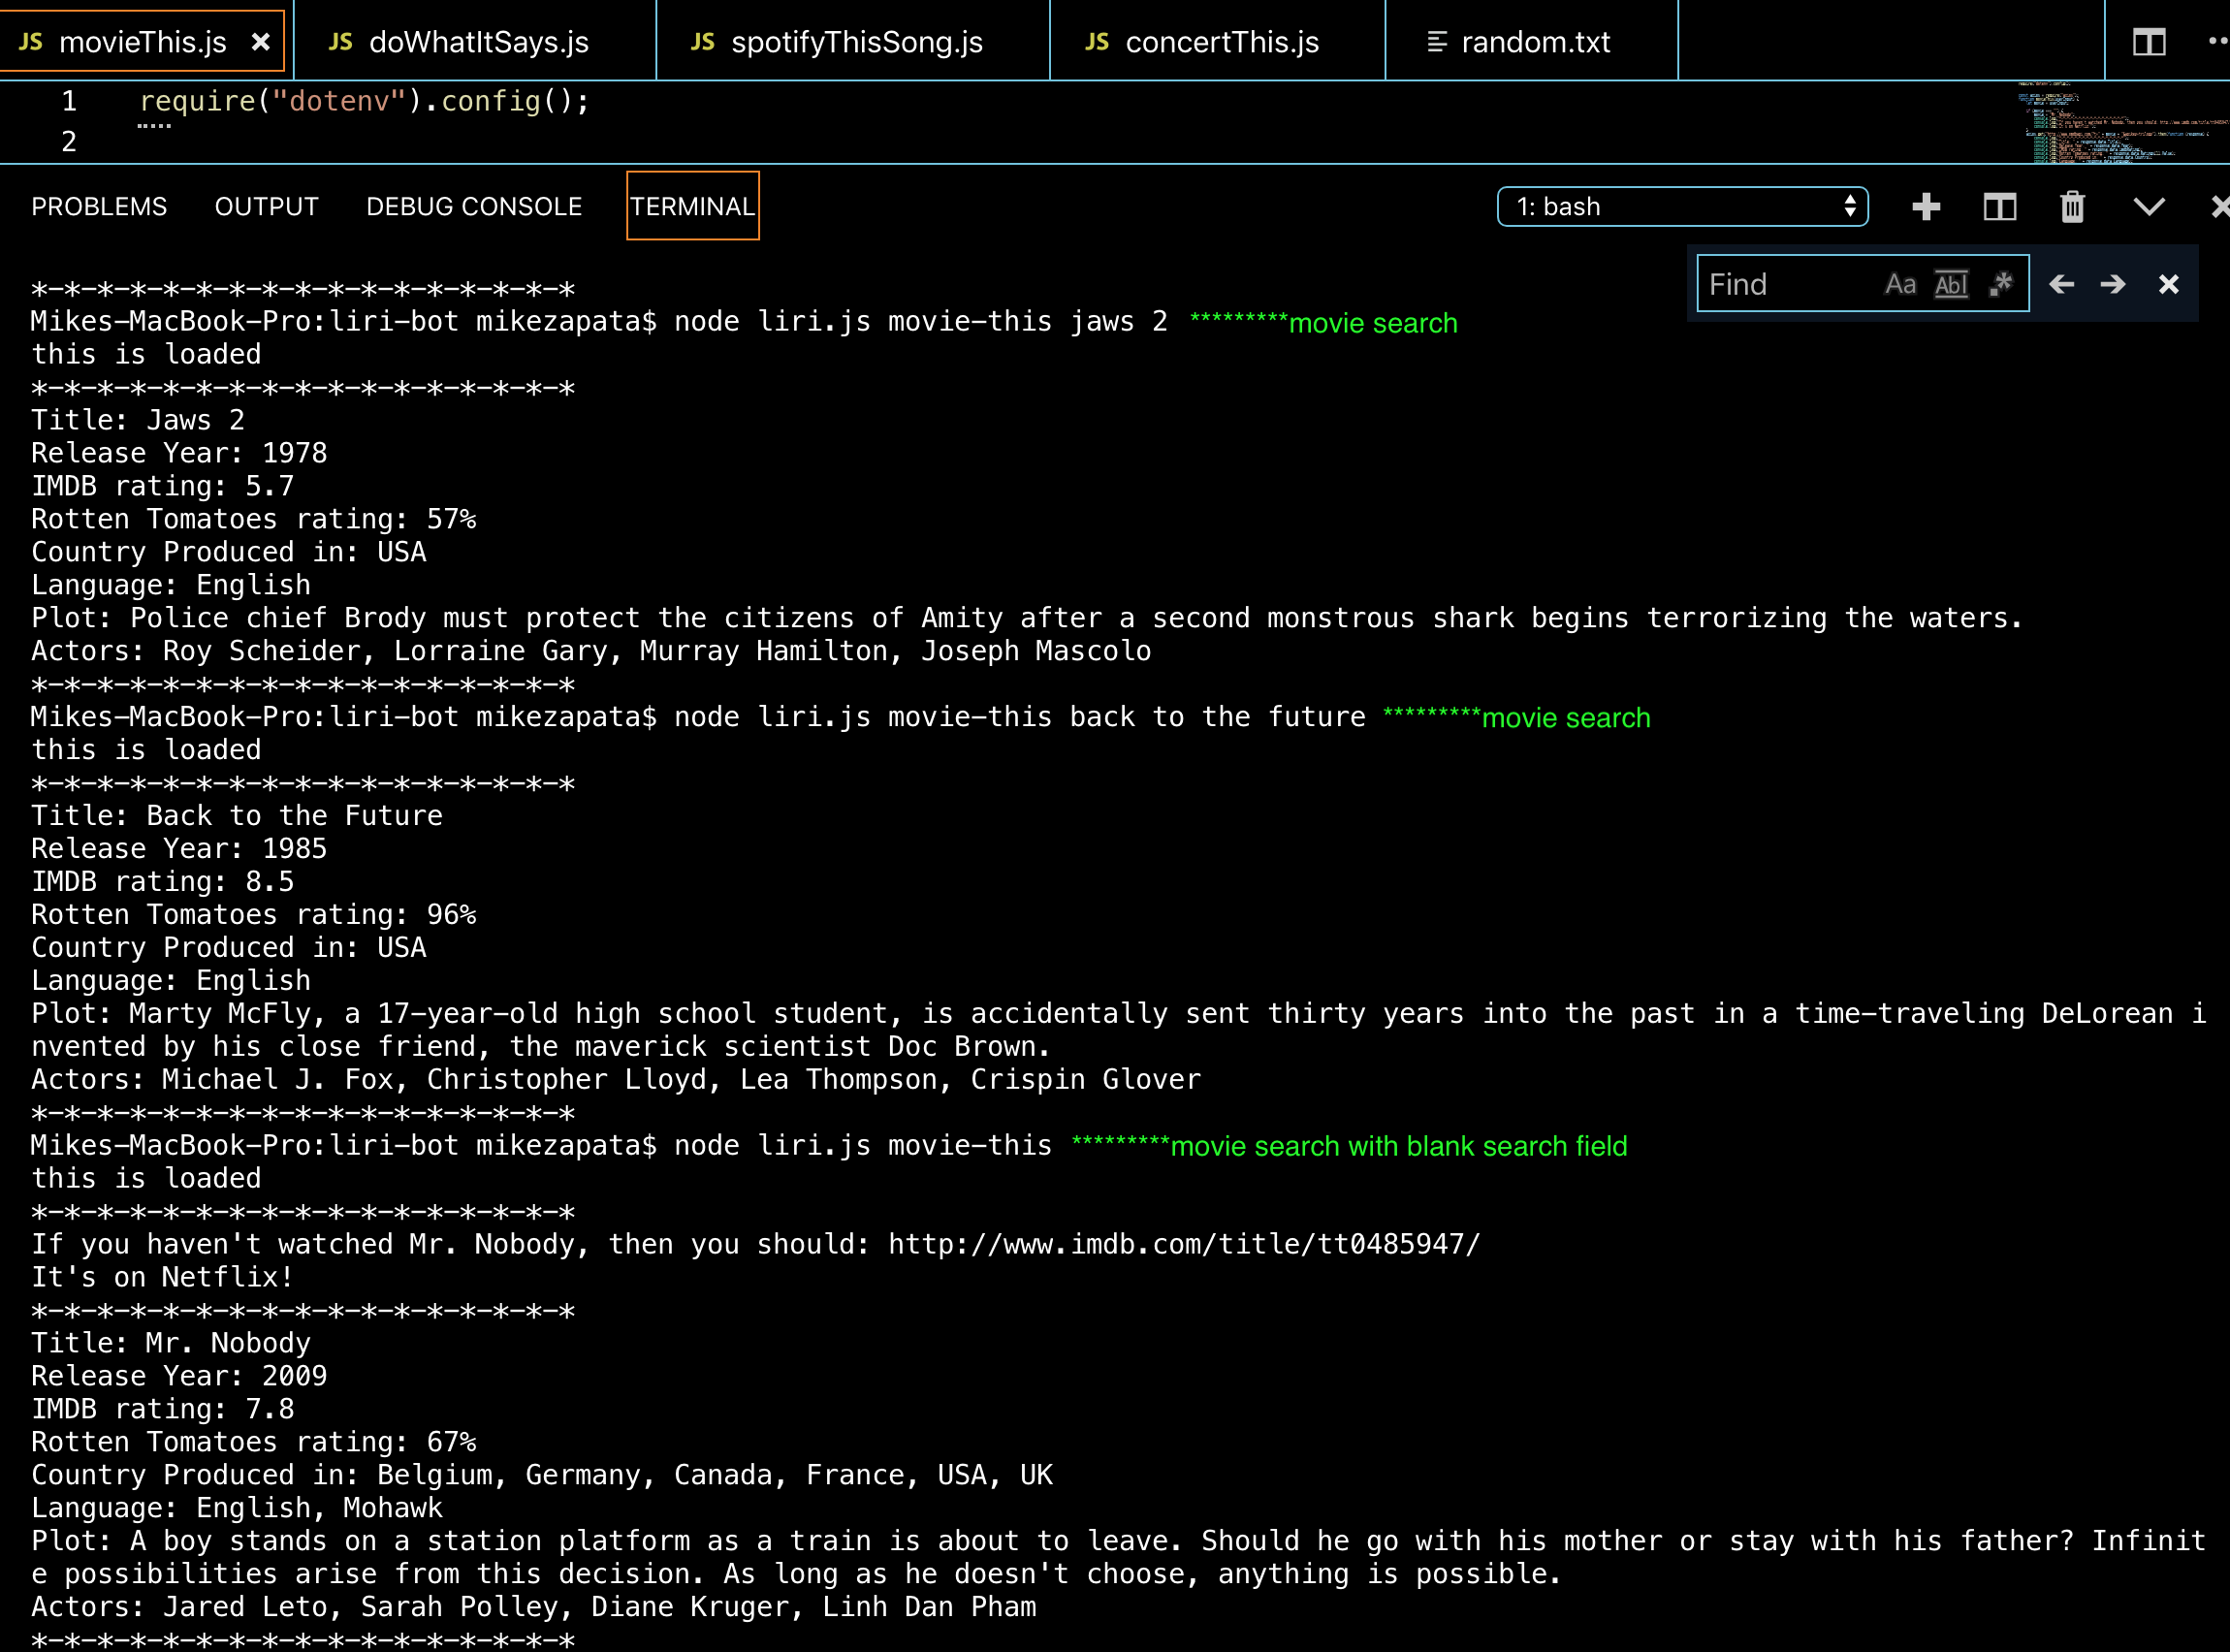 JS movieThis.js × JS doWhatItSays.js JS spotifyThisSong.js JS concertThis.js random.txt
1 require("dotenv").config();
2
PROBLEMS OUTPUT DEBUG CONSOLE TERMINAL 1: bash
Find Aa Abl .*
*-*-*-*-*-*-*-*-*-*-*-*-*-*-*-*-*
Mikes-MacBook-Pro:liri-bot mikezapata$ node liri.js movie-this jaws 2 *********movie search
this is loaded
*-*-*-*-*-*-*-*-*-*-*-*-*-*-*-*-*
Title: Jaws 2
Release Year: 1978
IMDB rating: 5.7
Rotten Tomatoes rating: 57%
Country Produced in: USA
Language: English
Plot: Police chief Brody must protect the citizens of Amity after a second monstrous shark begins terrorizing the waters.
Actors: Roy Scheider, Lorraine Gary, Murray Hamilton, Joseph Mascolo
*-*-*-*-*-*-*-*-*-*-*-*-*-*-*-*-*
Mikes-MacBook-Pro:liri-bot mikezapata$ node liri.js movie-this back to the future *********movie search
this is loaded
*-*-*-*-*-*-*-*-*-*-*-*-*-*-*-*-*
Title: Back to the Future
Release Year: 1985
IMDB rating: 8.5
Rotten Tomatoes rating: 96%
Country Produced in: USA
Language: English
Plot: Marty McFly, a 17-year-old high school student, is accidentally sent thirty years into the past in a time-traveling DeLorean i
nvented by his close friend, the maverick scientist Doc Brown.
Actors: Michael J. Fox, Christopher Lloyd, Lea Thompson, Crispin Glover
*-*-*-*-*-*-*-*-*-*-*-*-*-*-*-*-*
Mikes-MacBook-Pro:liri-bot mikezapata$ node liri.js movie-this *********movie search with blank search field
this is loaded
*-*-*-*-*-*-*-*-*-*-*-*-*-*-*-*-*
If you haven't watched Mr. Nobody, then you should: http://www.imdb.com/title/tt0485947/
It's on Netflix!
*-*-*-*-*-*-*-*-*-*-*-*-*-*-*-*-*
Title: Mr. Nobody
Release Year: 2009
IMDB rating: 7.8
Rotten Tomatoes rating: 67%
Country Produced in: Belgium, Germany, Canada, France, USA, UK
Language: English, Mohawk
Plot: A boy stands on a station platform as a train is about to leave. Should he go with his mother or stay with his father? Infinit
e possibilities arise from this decision. As long as he doesn't choose, anything is possible.
Actors: Jared Leto, Sarah Polley, Diane Kruger, Linh Dan Pham
*-*-*-*-*-*-*-*-*-*-*-*-*-*-*-*-*